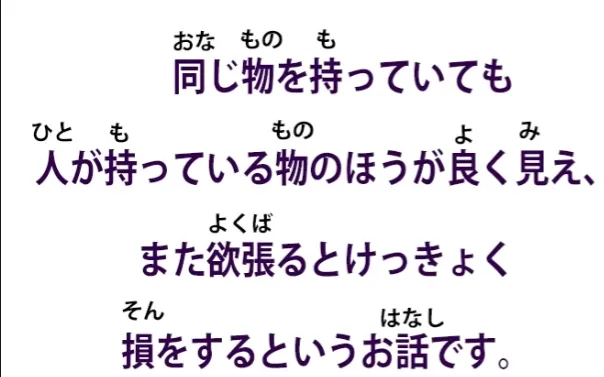 おな もの も
同じ物を持っていても
ひと も もの よ み
人が持っている物のほうが良く見え、
よくば
また欲張るとけっきょく
そん はなし
損をするというお話です。